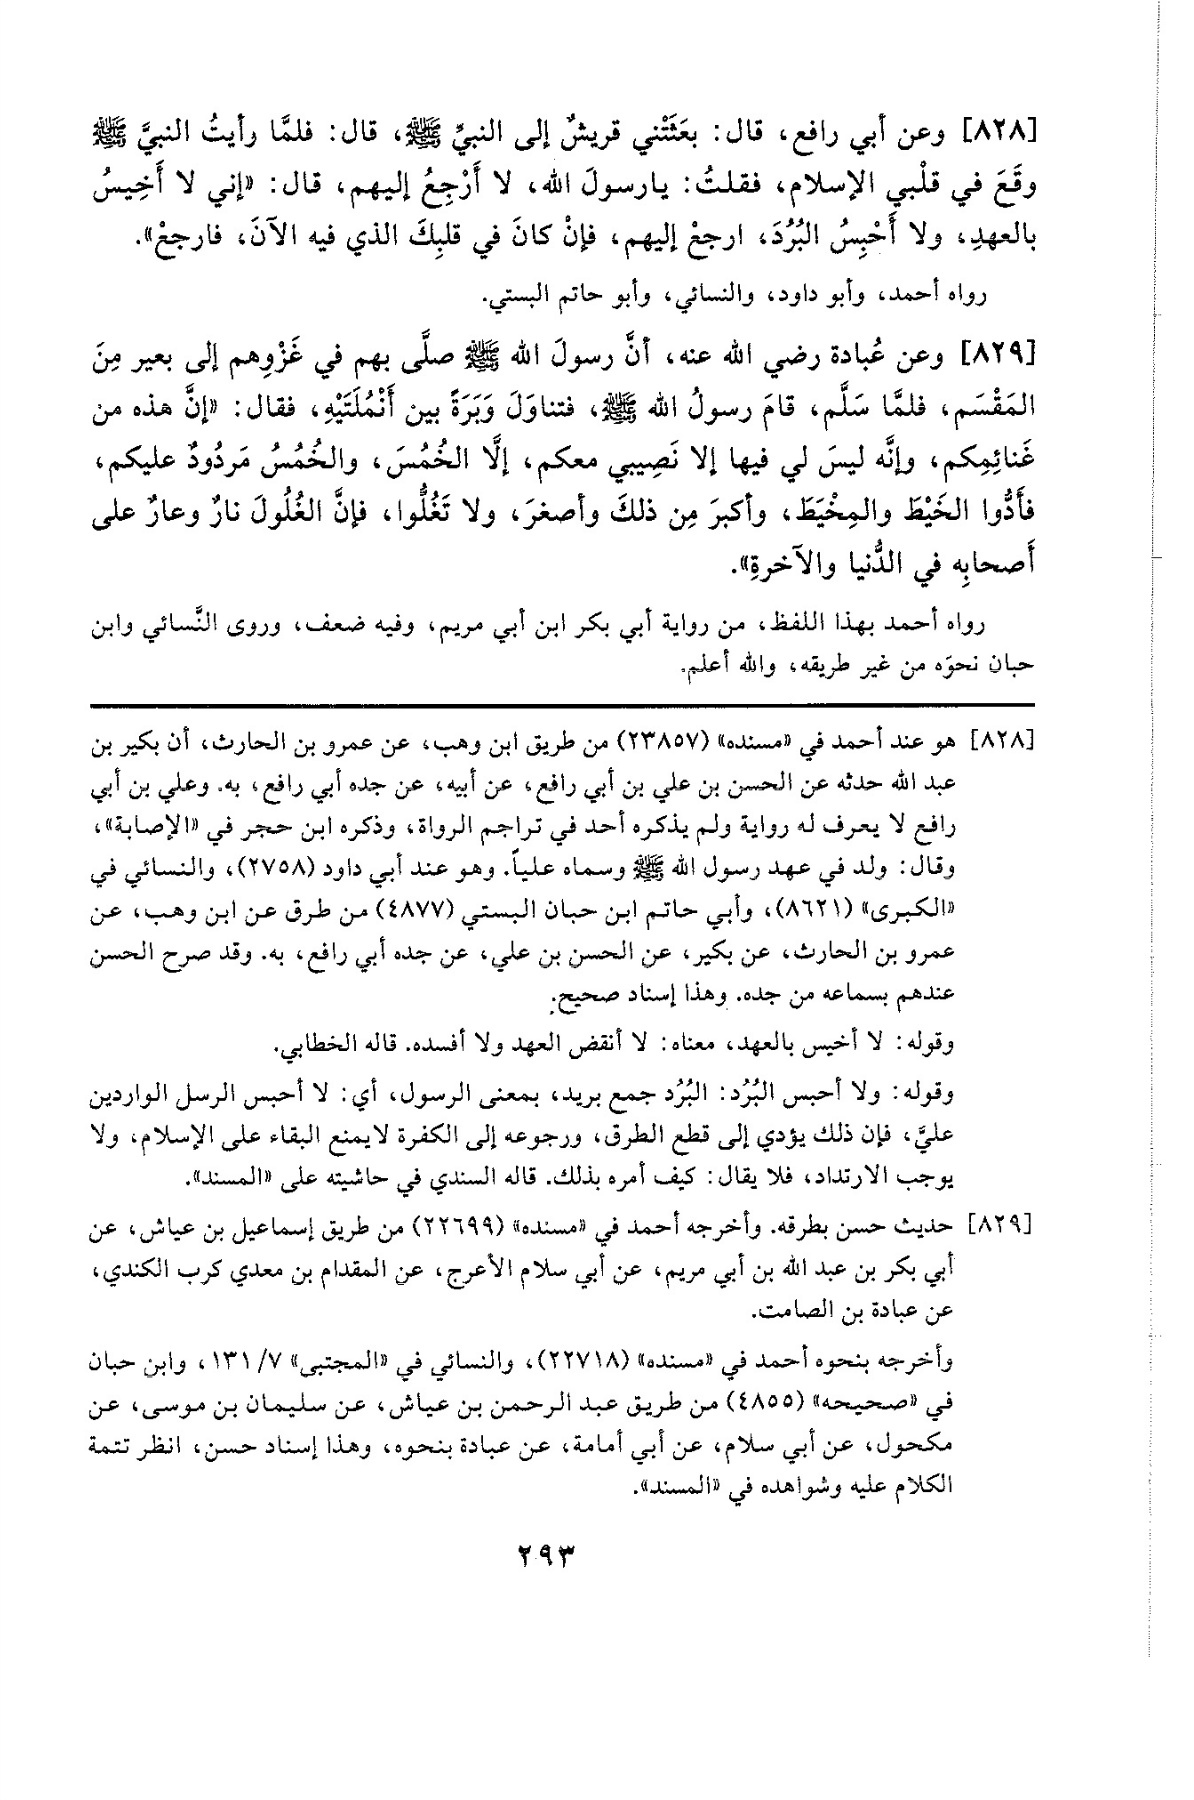 [٨٢٨] وعن أبي رافع، قال: بعَثَتْني قريشٌ إلى النبيِّ ﷺ، قال: فلمَّا رأيتُ النبيَّ ﷺ
وقَعَ في قلْبي الإسلام، فقلتُ: يارسولَ الله، لا أَرْجِعُ إليهم، قال: «إني لا أَخِيسُ
بالعهدِ، ولا أَحْبِسُ البُرُدَ، ارجعْ إليهم، فإنْ كانَ في قلبِكَ الذي فيه الآنَ، فارجعْ».
رواه أحمد، وأبو داود، والنسائي، وأبو حاتم البستي.
[٨٢٩] وعن عُبادة رضي الله عنه، أنَّ رسولَ الله ﷺ صلَّى بهم في غَزْوِهم إلى بعير مِنَ
المَقْسَم، فلمَّا سَلَّم، قامَ رسولُ الله ﷺ، فتناوَلَ وَبَرَةً بين أَنْمُلَتَيْهِ، فقال: «إنَّ هذه من
غَنائِمِكم، وإنَّه ليسَ لي فيها إلا نَصِيبي معكم، إلَّا الخُمُسَ، والخُمُسُ مَردُودٌ عليكم،
فأَدُّوا الخَيْطَ والمِخْيَطَ، وأكبرَ مِن ذلكَ وأصغرَ، ولا تَغُلُّوا، فإنَّ الغُلُولَ نارٌ وعارٌ على
أَصحابِه في الدُّنيا والآخرةِ».
رواه أحمد بهذا اللفظ، من رواية أبي بكر ابن أبي مريم، وفيه ضعف، وروى النَّسائي وابن
حبان نحوَه من غير طريقه، والله أعلم.
[٨٢٨] هو عند أحمد في «مسنده» (٢٣٨٥٧) من طريق ابن وهب، عن عمرو بن الحارث، أن بكير بن
عبد الله حدثه عن الحسن بن علي بن أبي رافع، عن أبيه، عن جده أبي رافع، به. وعلي بن أبي
رافع لا يعرف له رواية ولم يذكره أحد في تراجم الرواة، وذكره ابن حجر في «الإصابة»،
وقال: ولد في عهد رسول الله ﷺ وسماه علياً. وهو عند أبي داود (٢٧٥٨)، والنسائي في
«الكبرى» (٨٦٢١)، وأبي حاتم ابن حبان البستي (٤٨٧٧) من طرق عن ابن وهب، عن
عمرو بن الحارث، عن بكير، عن الحسن بن علي، عن جده أبي رافع، به. وقد صرح الحسن
عندهم بسماعه من جده. وهذا إسناد صحيح.
وقوله: لا أخيس بالعهد، معناه: لا أنقض العهد ولا أفسده. قاله الخطابي.
وقوله: ولا أحبس البُرُد: البُرُد جمع بريد، بمعنى الرسول، أي: لا أحبس الرسل الواردين
عليَّ، فإن ذلك يؤدي إلى قطع الطرق، ورجوعه إلى الكفرة لايمنع البقاء على الإسلام، ولا
يوجب الارتداد، فلا يقال: كيف أمره بذلك. قاله السندي في حاشيته على «المسند».
[٨٢٩] حديث حسن بطرقه. وأخرجه أحمد في «مسنده» (٢٢٦٩٩) من طريق إسماعيل بن عياش، عن
أبي بكر بن عبد الله بن أبي مريم، عن أبي سلام الأعرج، عن المقدام بن معدي كرب الكندي،
عن عبادة بن الصامت.
وأخرجه بنحوه أحمد في «مسنده» (٢٢٧١٨)، والنسائي في «المجتبى» ٧/ ١٣١، وابن حبان
في «صحيحه» (٤٨٥٥) من طريق عبد الرحمن بن عياش، عن سليمان بن موسى، عن
مكحول، عن أبي سلام، عن أبي أمامة، عن عبادة بنحوه، وهذا إسناد حسن، انظر تتمة
الكلام عليه وشواهده في «المسند».
٢٩٣